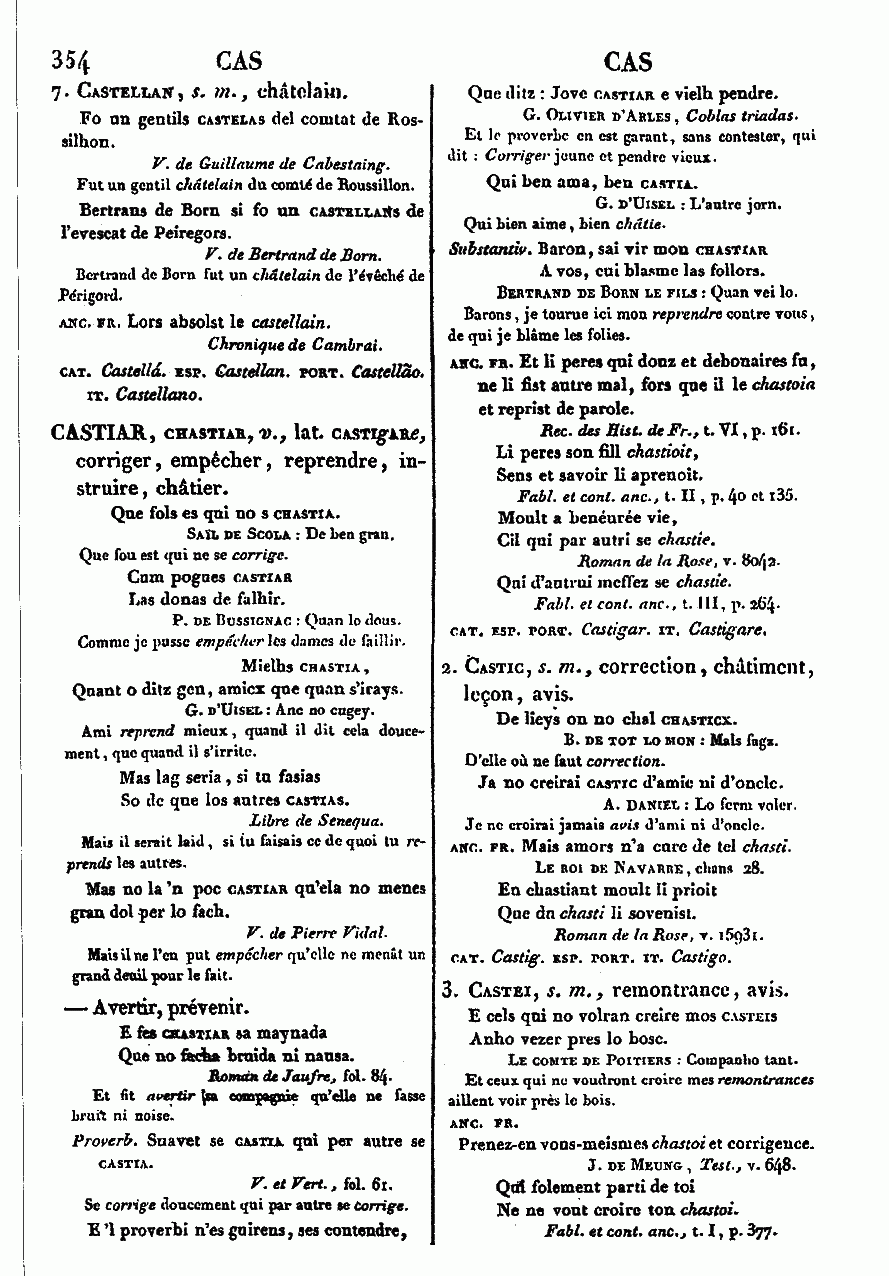 354 CAS
CAS
7. CASTELLAN, s. m., châtelain.
Fo un gentils CASTELAS del comtat de Ros-
silhon.
V. de Guillaume de Cabestaing.
Fut un gentil châtelain du comté de Roussillon.
Bertrans de Born si fo un CASTELLANS de
l'evescat de Peiregors.
V. de Bertrand de Born.
Bertrand de Born fut un châtelain de l'évêché de
Périgord.
ANC. FR. Lors absolst le castellain.
Chronique de Cambrai.
CAT. Castellá. ESP. Castellan. PORT. Castellão.
IT. Castellano.
CASTIAR, CHASTIAR, v., lat. CASTIgARe,
corriger, empêcher, reprendre, in-
struire, châtier.
Que fols es qui no s CHASTIA.
SAÏL DE SCOLA : De ben gran.
Que fou est qui ne se corrige.
Cum pogues CASTIAR
Las donas de falhir.
P. DE BUSSIGNAC : Quan lo dous.
Comme je pusse empêcher les dames de faillir.
Mielhs CHASTIA,
Quant o ditz gen, amicx que quan s'irays.
G. D'UISEL : Anc no cugey.
Ami reprend mieux, quand il dit cela douce-
ment, que quand il s'irrite.
Mas lag seria, si tu fasias
So de que los autres CASTIAS.
Libre de Senequa.
Mais il serait laid, si tu faisais ce de quoi tu re-
prends les autres.
Mas no la 'n poc CASTIAR qu'ela no menes
gran dol per lo fach.
V. de Pierre Vidal.
Mais il ne l'en put empêcher qu'elle ne menât un
grand deuil pour le fait.
— Avertir, prévenir.
E fes CHASTIAR sa maynada
Que no facha bruida ni nausa.
Roman de Jaufre, fol. 84.
Et fit avertir sa compagnie qu'elle ne fasse
bruit ni noise.
Proverb. Suavet se CASTIA qui per autre se
CASTIA.
V. et Vert., fol. 61.
Se corrige doucement qui par autre se corrige.
E 'l proverbi n'es guirens, ses contendre,
Que ditz : Jove CASTIAR e vielh pendre.
G. OLIVIER D'ARLES, Coblas triadas.
Et le proverbe en est garant, sans contester, qui
dit : Corriger jeune et pendre vieux.
Qui ben ama, ben CASTIA.
G. D'UISEL : L'autre jorn.
Qui bien aime, bien châtie.
Substantiv. Baron, sai vir mon CHASTIAR
A vos, cui blasme las follors.
BERTRAND DE BORN LE FILS : Quan vei lo.
Barons, je tourne ici mon reprendre contre vous,
de qui je blâme les folies.
ANC. FR. Et li peres qui douz et debonaires fu,
ne li fist autre mal, fors que il le chastoia
et reprist de parole.
Rec. des Hist. de Fr., t. VI, p. 161.
Li peres son fill chastioit,
Sens et savoir li aprenoit.
Fabl. et cont. anc., t. II, p. 40 et 135.
Moult a benéurée vie,
Cil qui par autri se chastie.
Roman de la Rose, v. 8042.
Qui d'autrui meffez se chastie.
Fabl. et cont. anc., t. III, p. 264.
CAT. ESP. PORT. Castigar. IT. Castigare.
2. CASTIC, s. m., correction, châtiment,
leçon, avis.
De lieys on no chal CHASTICX.
B. DE TOT LO MON : Mals fugz.
D'elle où ne faut correction.
Ja no creirai CASTIC d'amic ni d'oncle.
A. DANIEL : Lo ferm voler.
Je ne croirai jamais avis d'ami ni d'oncle.
ANC. FR. Mais amors n'a cure de tel chasti.
LE ROI DE NAVARRE, chans 28.
En chastiant moult li prioit
Que du chasti li sovenist.
Roman de la Rose, v. 15931.
CAT. Castig. ESP. PORT. IT. Castigo.
3. CASTEI, s. m., remontrance, avis.
E cels qui no volran creire mos CASTEIS
Anho vezer pres lo bosc.
LE COMTE DE POITIERS : Companho tant.
Et ceux qui ne voudront croire mes remontrances
aillent voir près le bois.
ANC. FR.
Prenez-en vous-meismes chastoi et corrigence.
J. DE MEUNG, Test., v. 648.
Qui folement parti de toi
Ne ne vout croire ton chastoi.
Fabl. et cont. anc., t. I, p. 377.